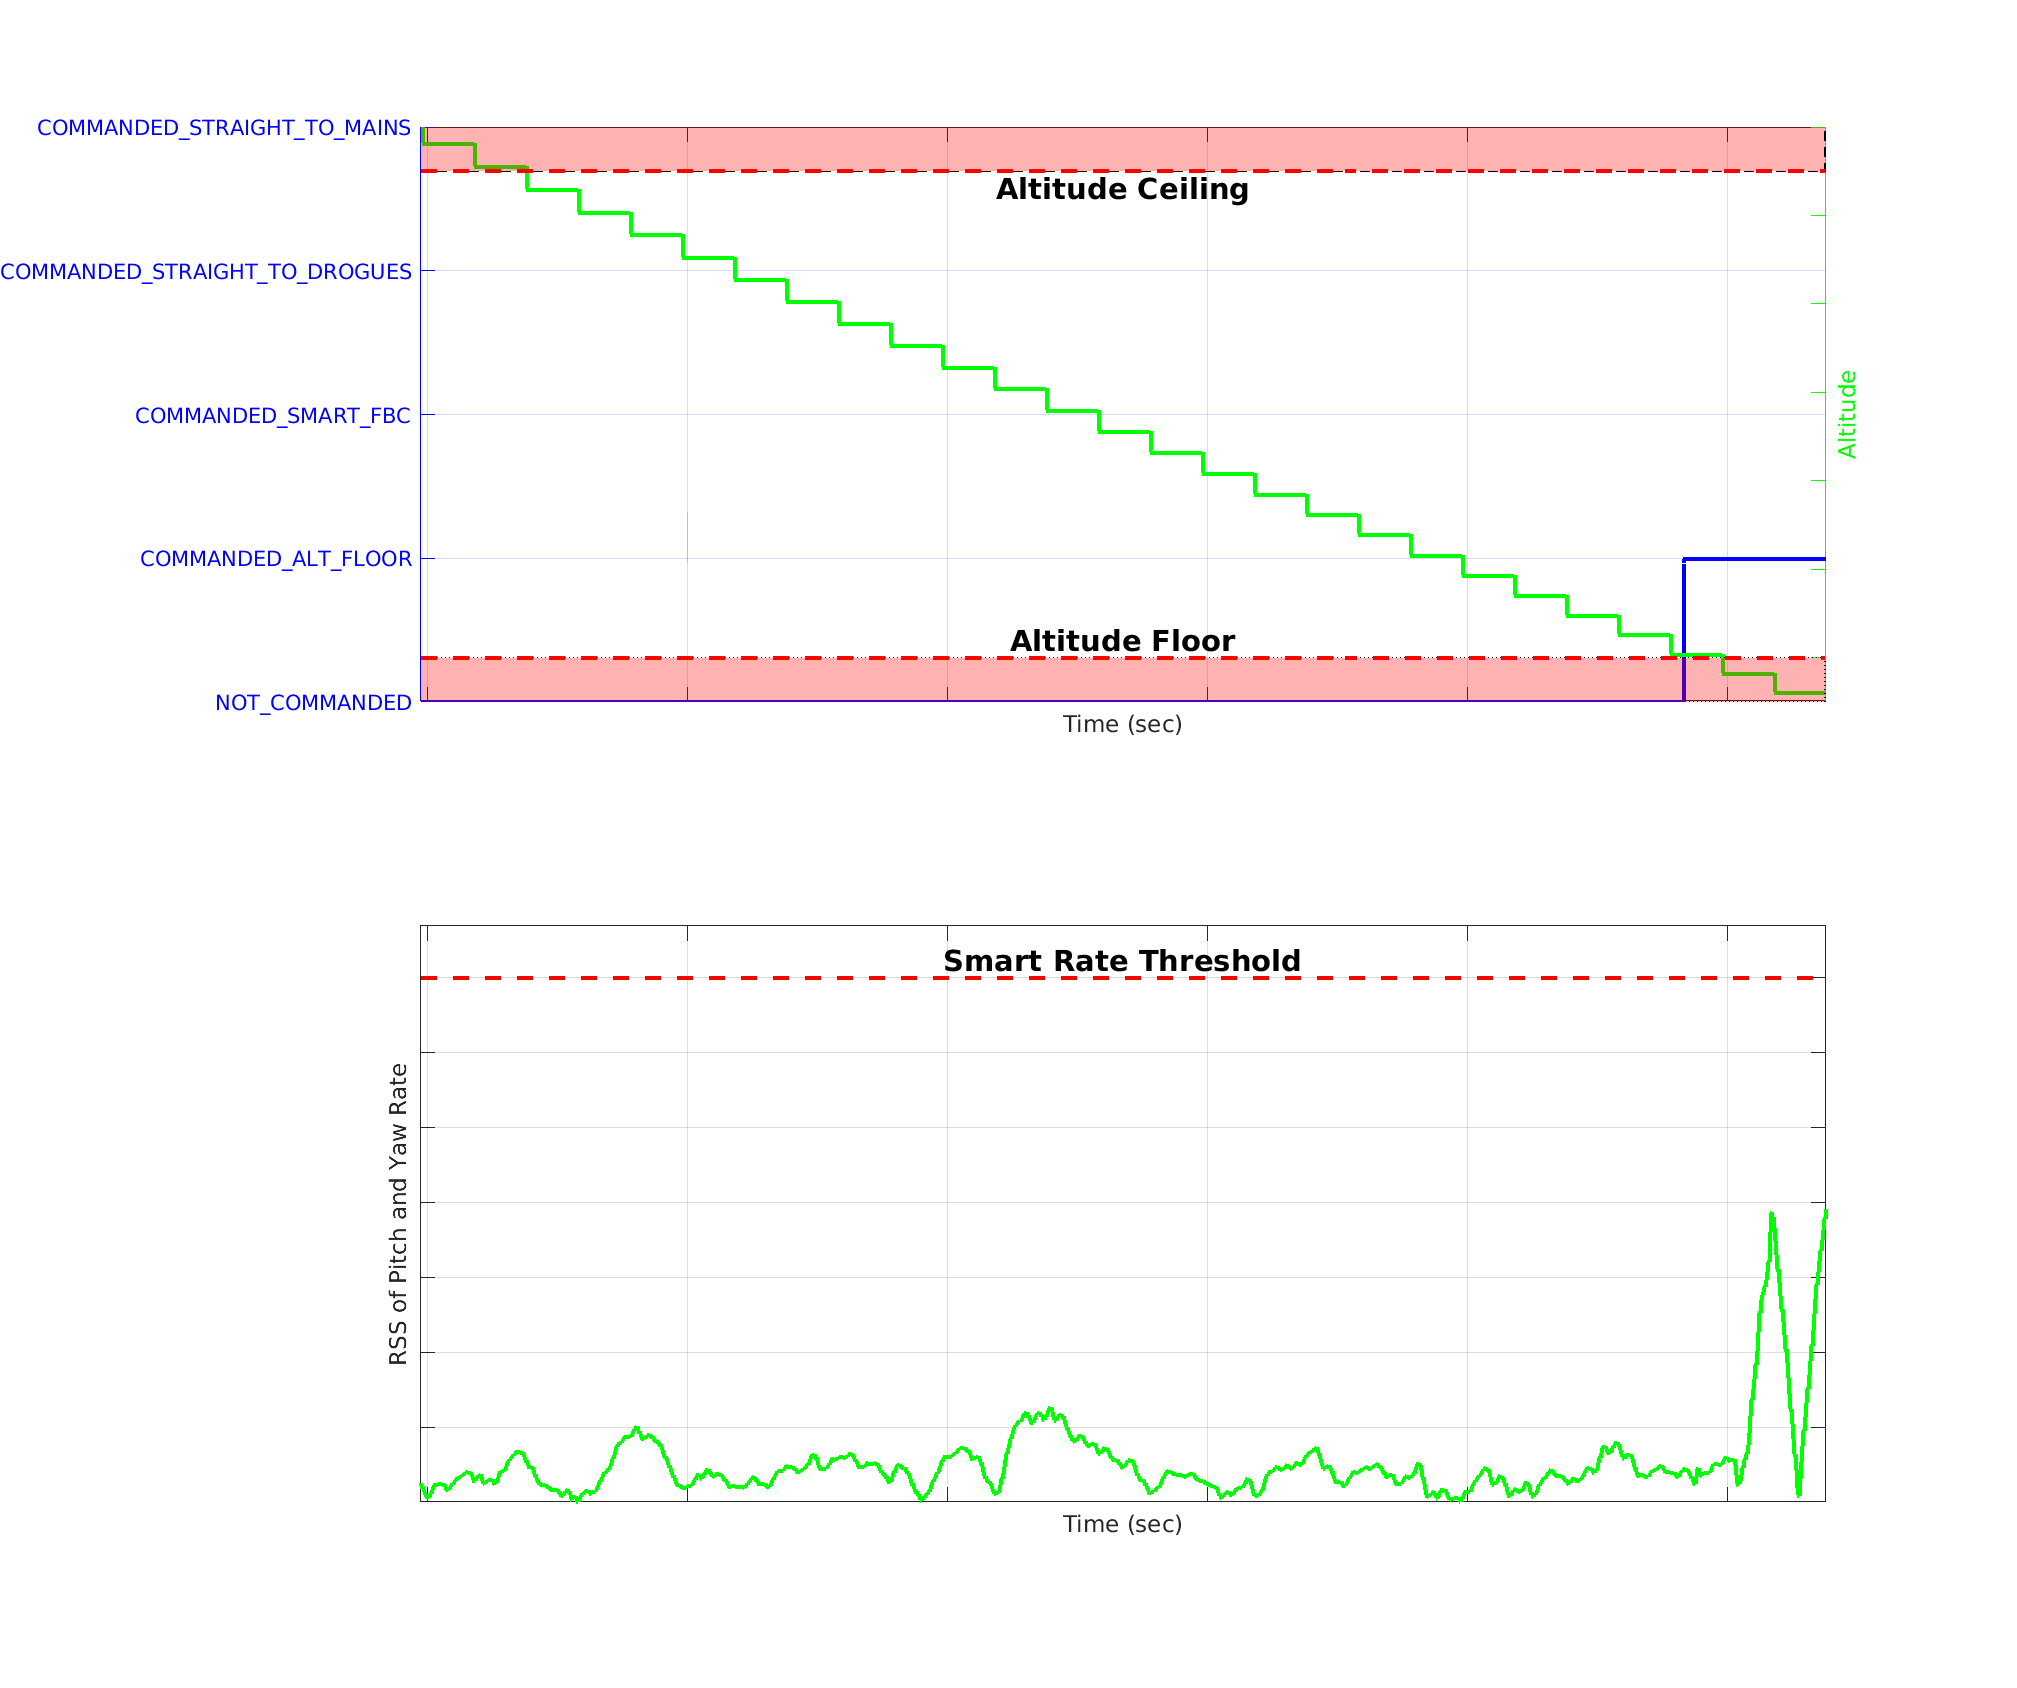 COMMANDED_STRAIGHT_TO_MAINS
Altitude Ceiling
COMMANDED_STRAIGHT_TO_DROGUES
COMMANDED_SMART_FBC
Altitude
COMMANDED_ALT_FLOOR
Altitude Floor
NOT_COMMANDED
Time (sec)
Smart Rate Threshold
RSS of Pitch and Yaw Rate
Time (sec)